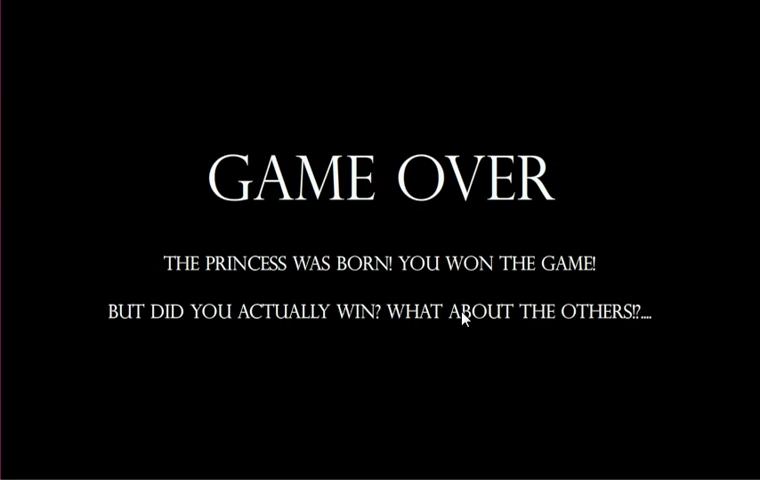 GAME OVER
THE PRINCESS WAS BORN! YOU WON THE GAME!
BUT DID YOU ACTUALLY WIN? WHAT ABOUT THE OTHERS!?....